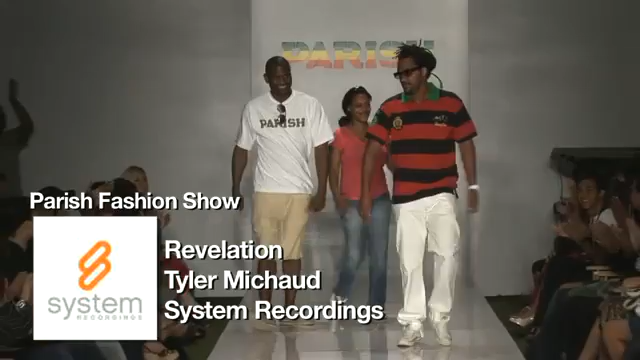 PARISH
PARISH
Parish Fashion Show
Revelation
Tyler Michaud
System Recordings
system
RECORDINGS